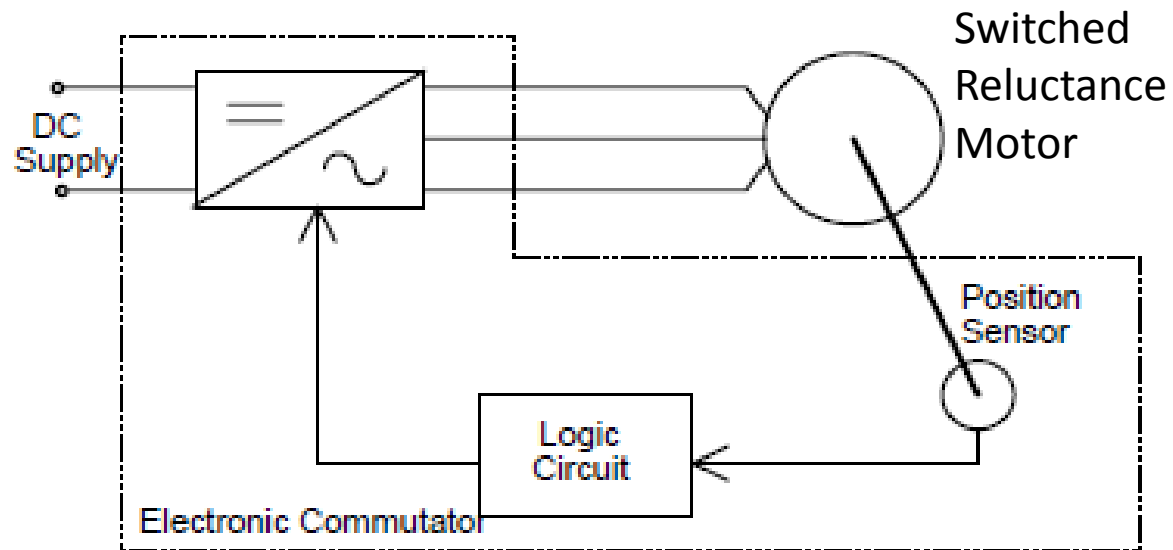 Switched
Reluctance
Motor
DC
Supply
Position
Sensor
Logic
Circuit
Electronic Commutator